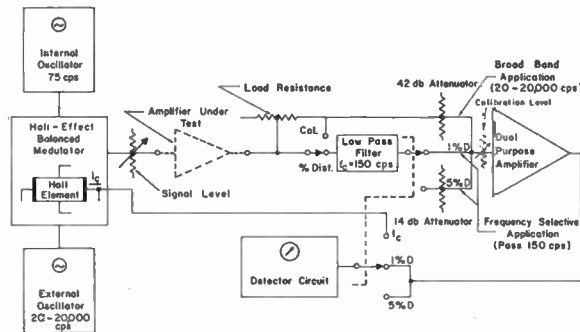 Internal
Oscillator
75 cps
Hall-Effect
Balanced
Modulator
Hall
Element
Ic
External
Oscillator
20-20,000
cps
Amplifier Under
Test
Signal Level
Load Resistance
Cal.
% Dist.
Low Pass
Filter
fc=150 cps
42 db Attenuator
14 db Attenuator
1% D
5% D
Broad Band
Application
(20-20,000 cps)
Calibration Level
Dual
Purpose
Amplifier
Frequency Selective
Application
(Pass 150 cps)
Detector Circuit
Ic
1% D
5% D